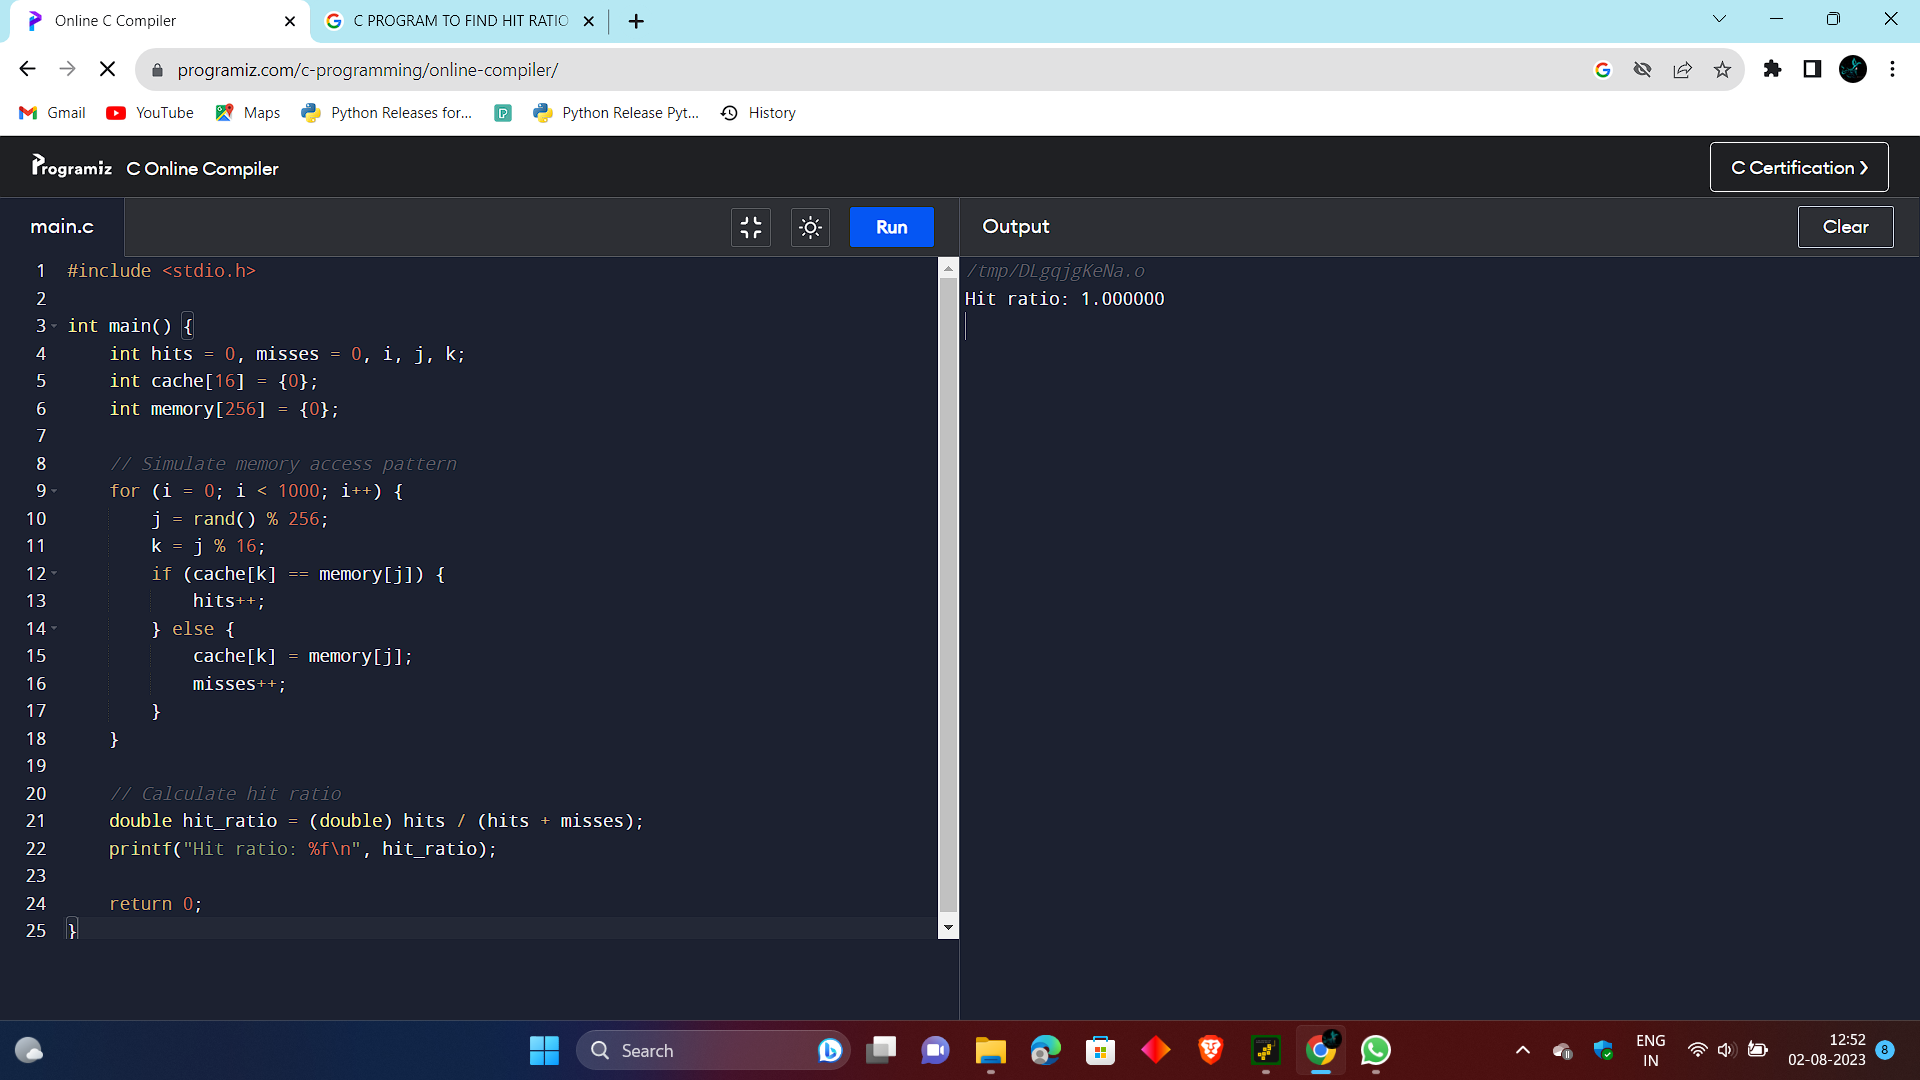 Online C Compiler
C PROGRAM TO FIND HIT RATIO
programiz.com/c-programming/online-compiler/
Gmail YouTube Maps Python Releases for... Python Release Pyt... History
Programiz C Online Compiler
C Certification
main.c
Run
Output
Clear
1 #include <stdio.h>
2
3 int main() {
4 int hits = 0, misses = 0, i, j, k;
5 int cache[16] = {0};
6 int memory[256] = {0};
7
8 // Simulate memory access pattern
9 for (i = 0; i < 1000; i++) {
10 j = rand() % 256;
11 k = j % 16;
12 if (cache[k] == memory[j]) {
13 hits++;
14 } else {
15 cache[k] = memory[j];
16 misses++;
17 }
18 }
19
20 // Calculate hit ratio
21 double hit_ratio = (double) hits / (hits + misses);
22 printf("Hit ratio: %f\n", hit_ratio);
23
24 return 0;
25 }
/tmp/DLgqjgKeNa.o
Hit ratio: 1.000000
Search
ENG
IN
12:52
02-08-2023
8